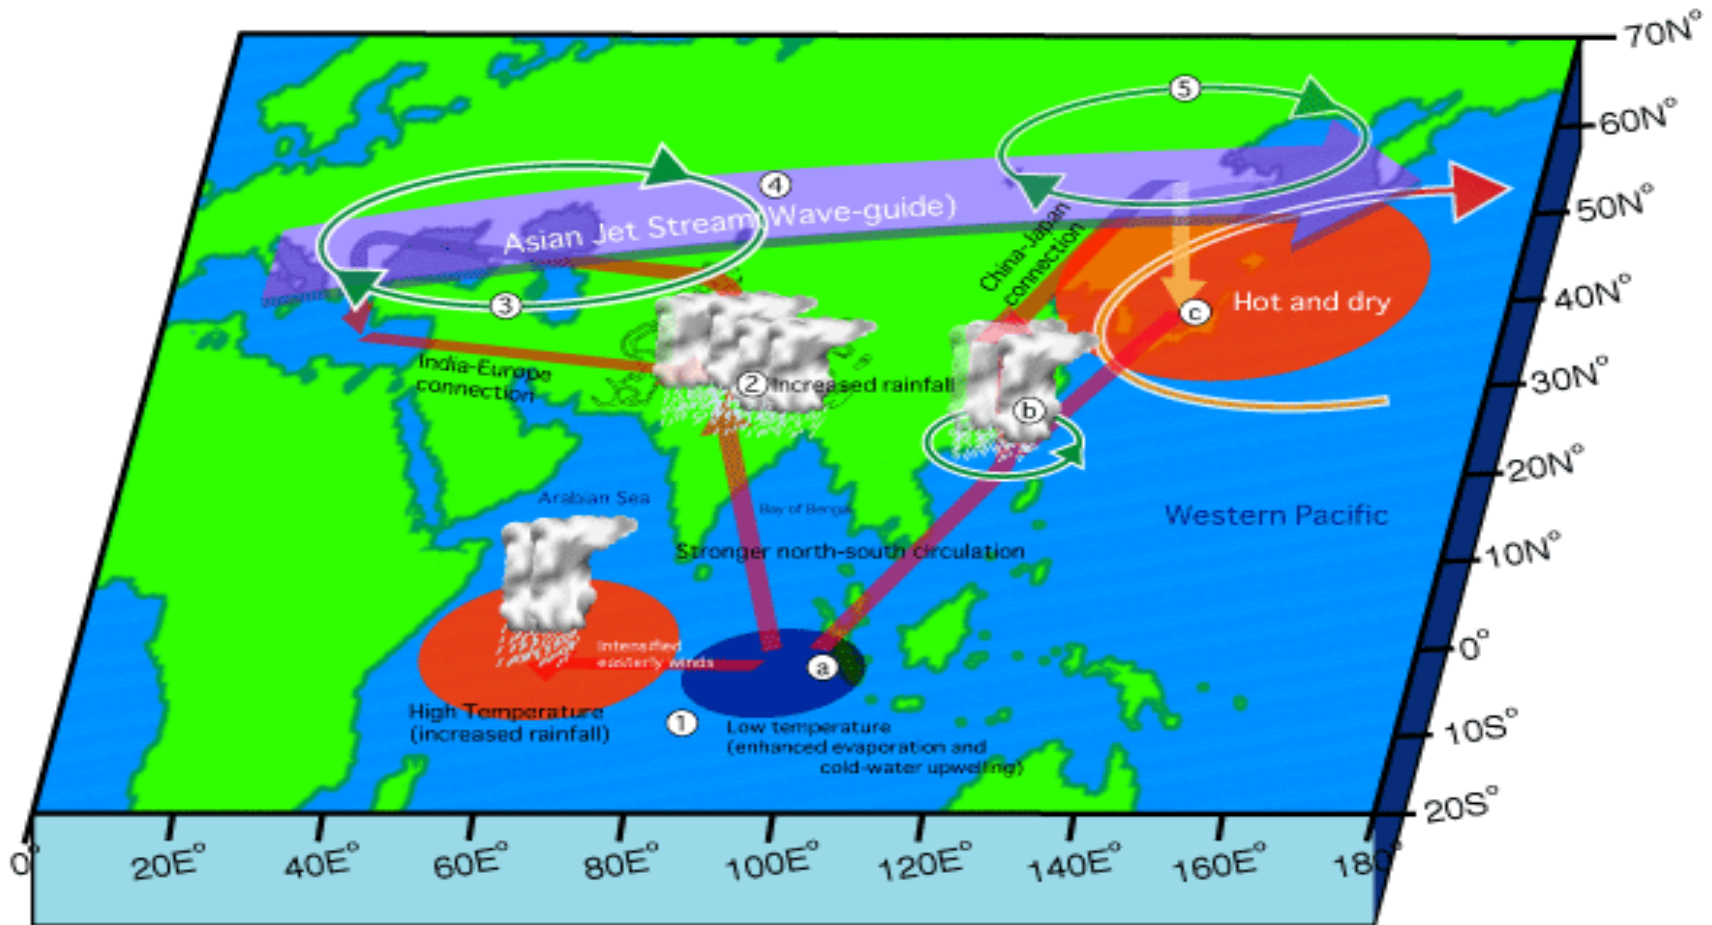 70N°
5
60N°
4
50N°
Asian Jet Stream(Wave-guide)
China-Japan
connection
3
40N°
c
Hot and dry
India-Europe
connection
2
Increased rainfall
30N°
b
20N°
Arabian Sea
Bay of Bengal
Western Pacific
Stronger north-south circulation
10N°
Intensified
easterly winds
a
0°
High Temperature
(increased rainfall)
1
Low temperature
(enhanced evaporation and
cold-water upwelling)
10S°
20S°
0°
20E°
40E°
60E°
80E°
100E°
120E°
140E°
160E°
180°